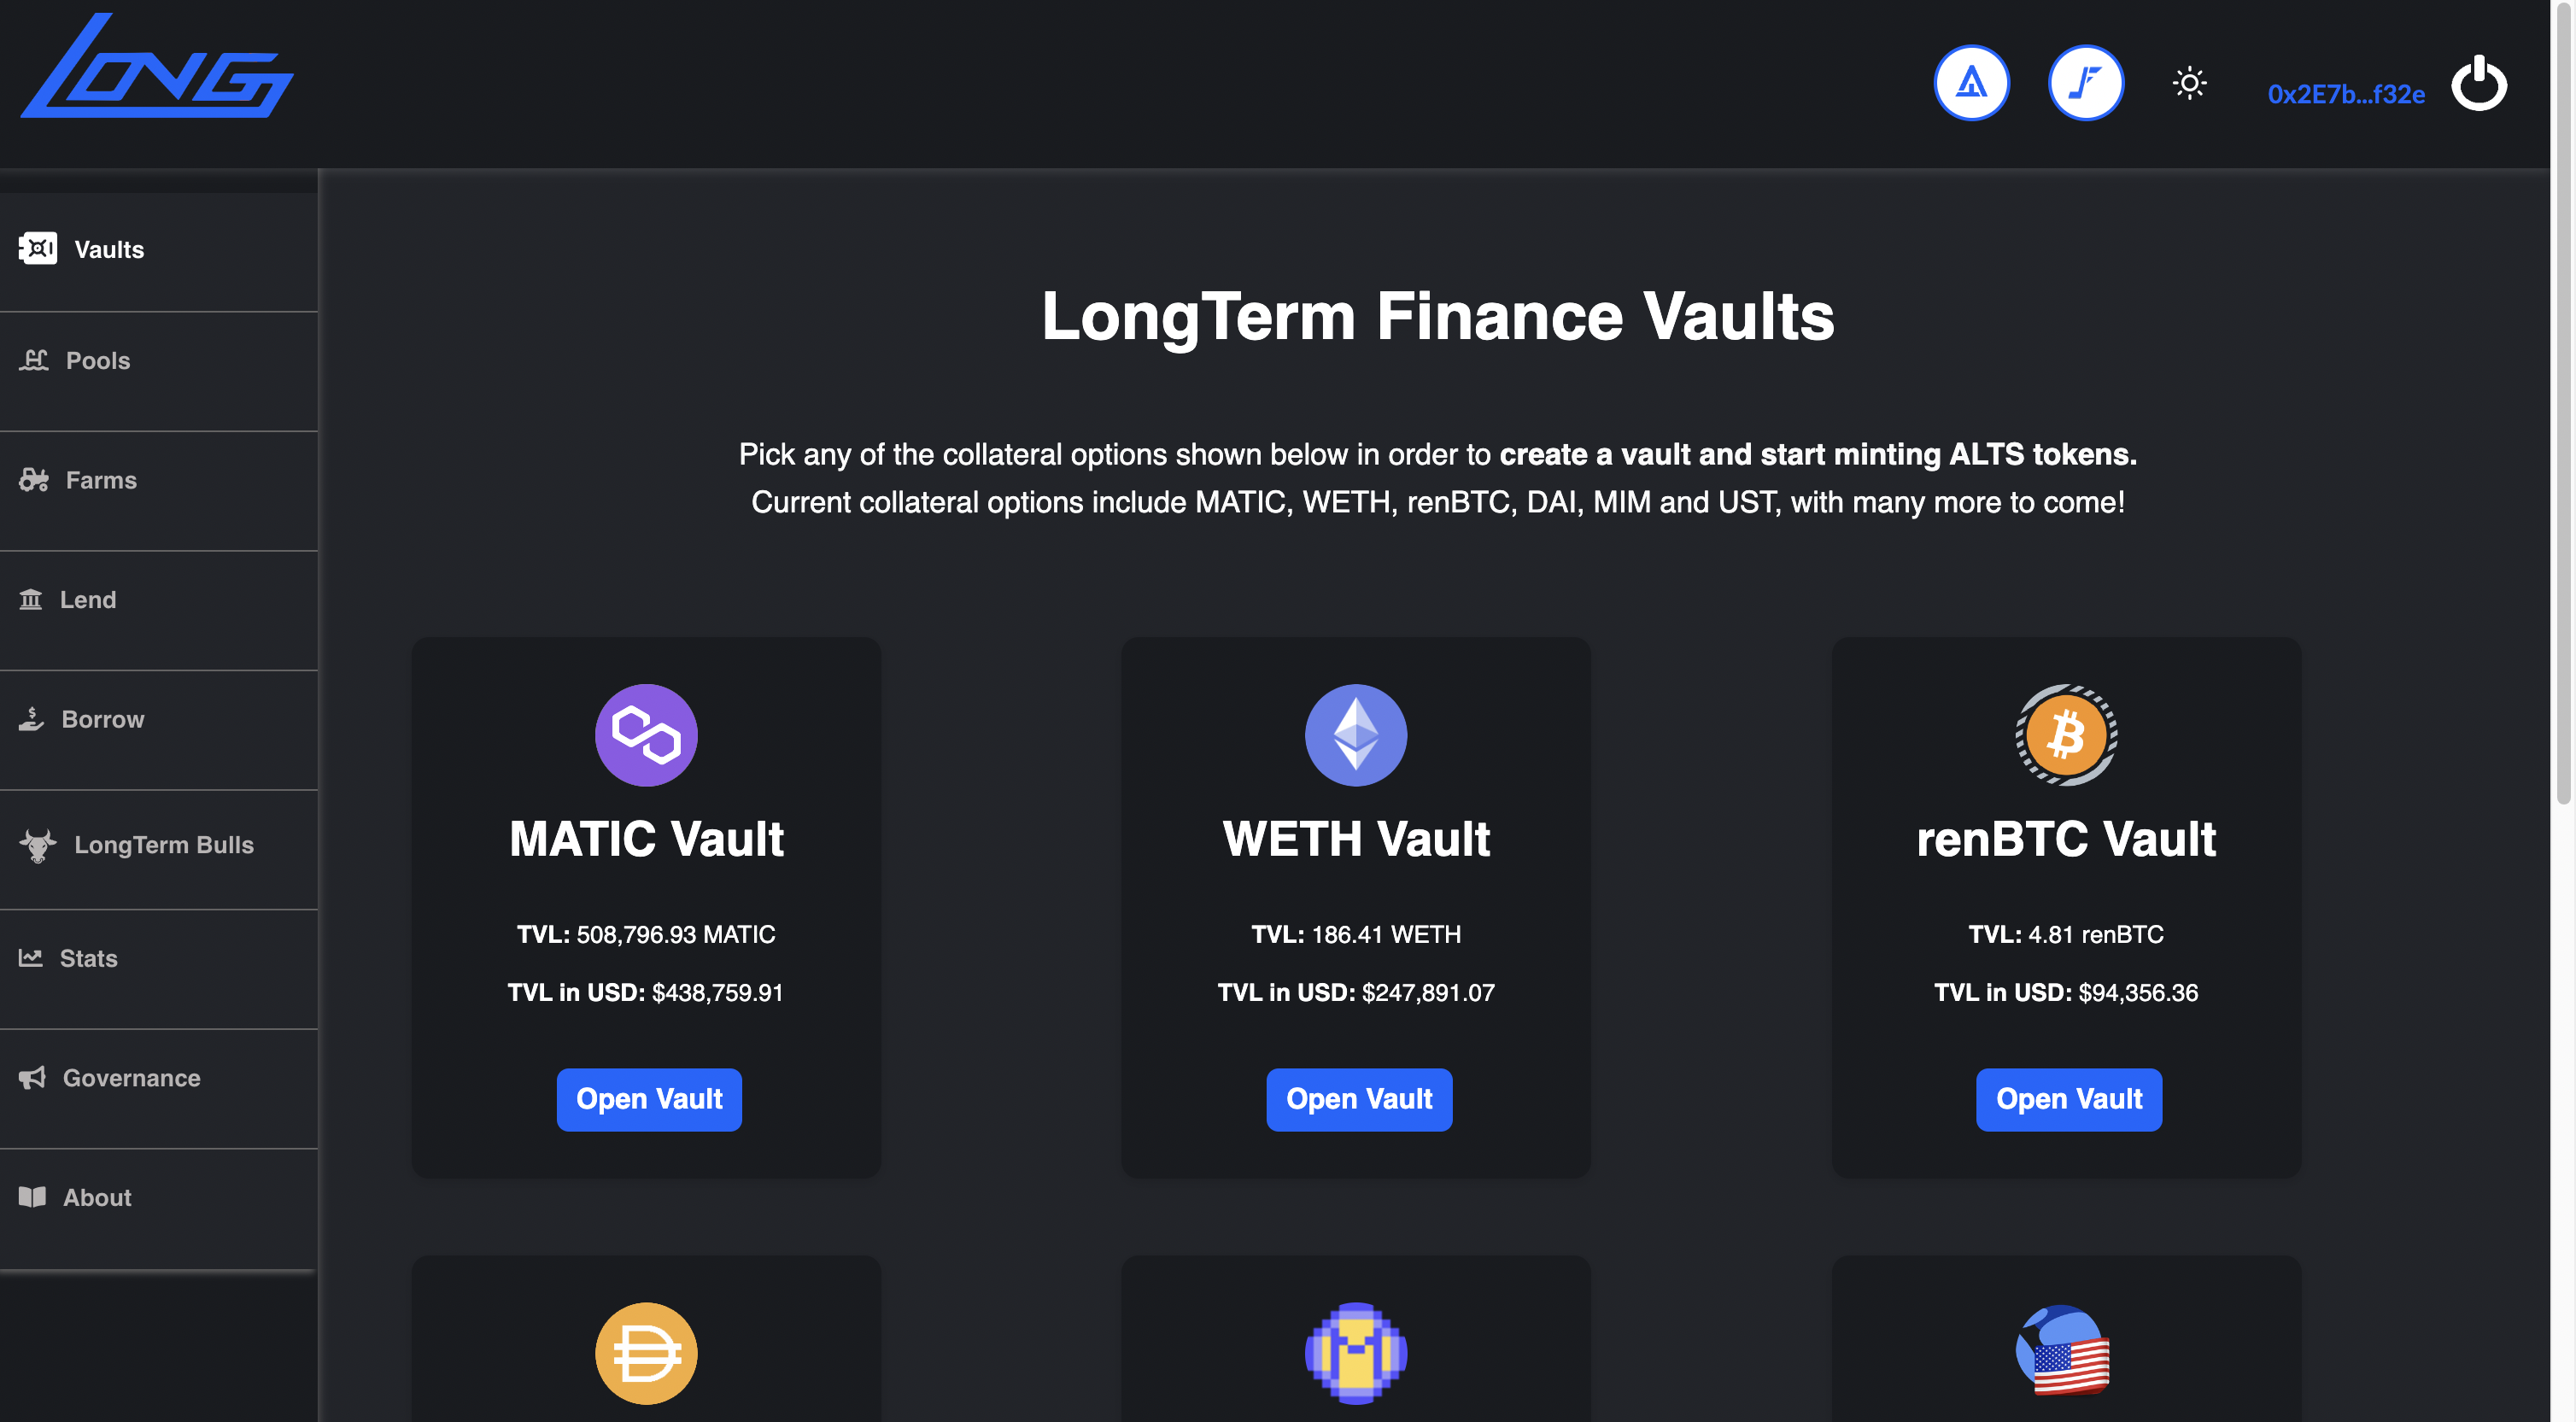 LONG
0x2E7b...f32e
Vaults
Pools
Farms
Lend
Borrow
LongTerm Bulls
Stats
Governance
About
LongTerm Finance Vaults
Pick any of the collateral options shown below in order to create a vault and start minting ALTS tokens.
Current collateral options include MATIC, WETH, renBTC, DAI, MIM and UST, with many more to come!
MATIC Vault
TVL: 508,796.93 MATIC
TVL in USD: $438,759.91
Open Vault
WETH Vault
TVL: 186.41 WETH
TVL in USD: $247,891.07
Open Vault
renBTC Vault
TVL: 4.81 renBTC
TVL in USD: $94,356.36
Open Vault